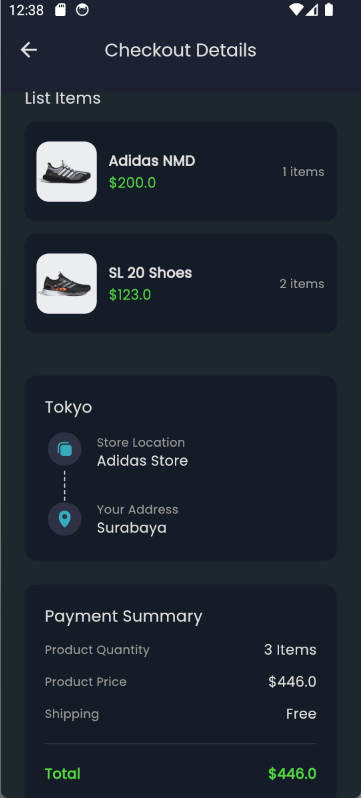 12:38
Checkout Details
List Items
Adidas NMD
$200.0
1 items
SL 20 Shoes
$123.0
2 items
Tokyo
Store Location
Adidas Store
Your Address
Surabaya
Payment Summary
Product Quantity 3 Items
Product Price $446.0
Shipping Free
Total $446.0